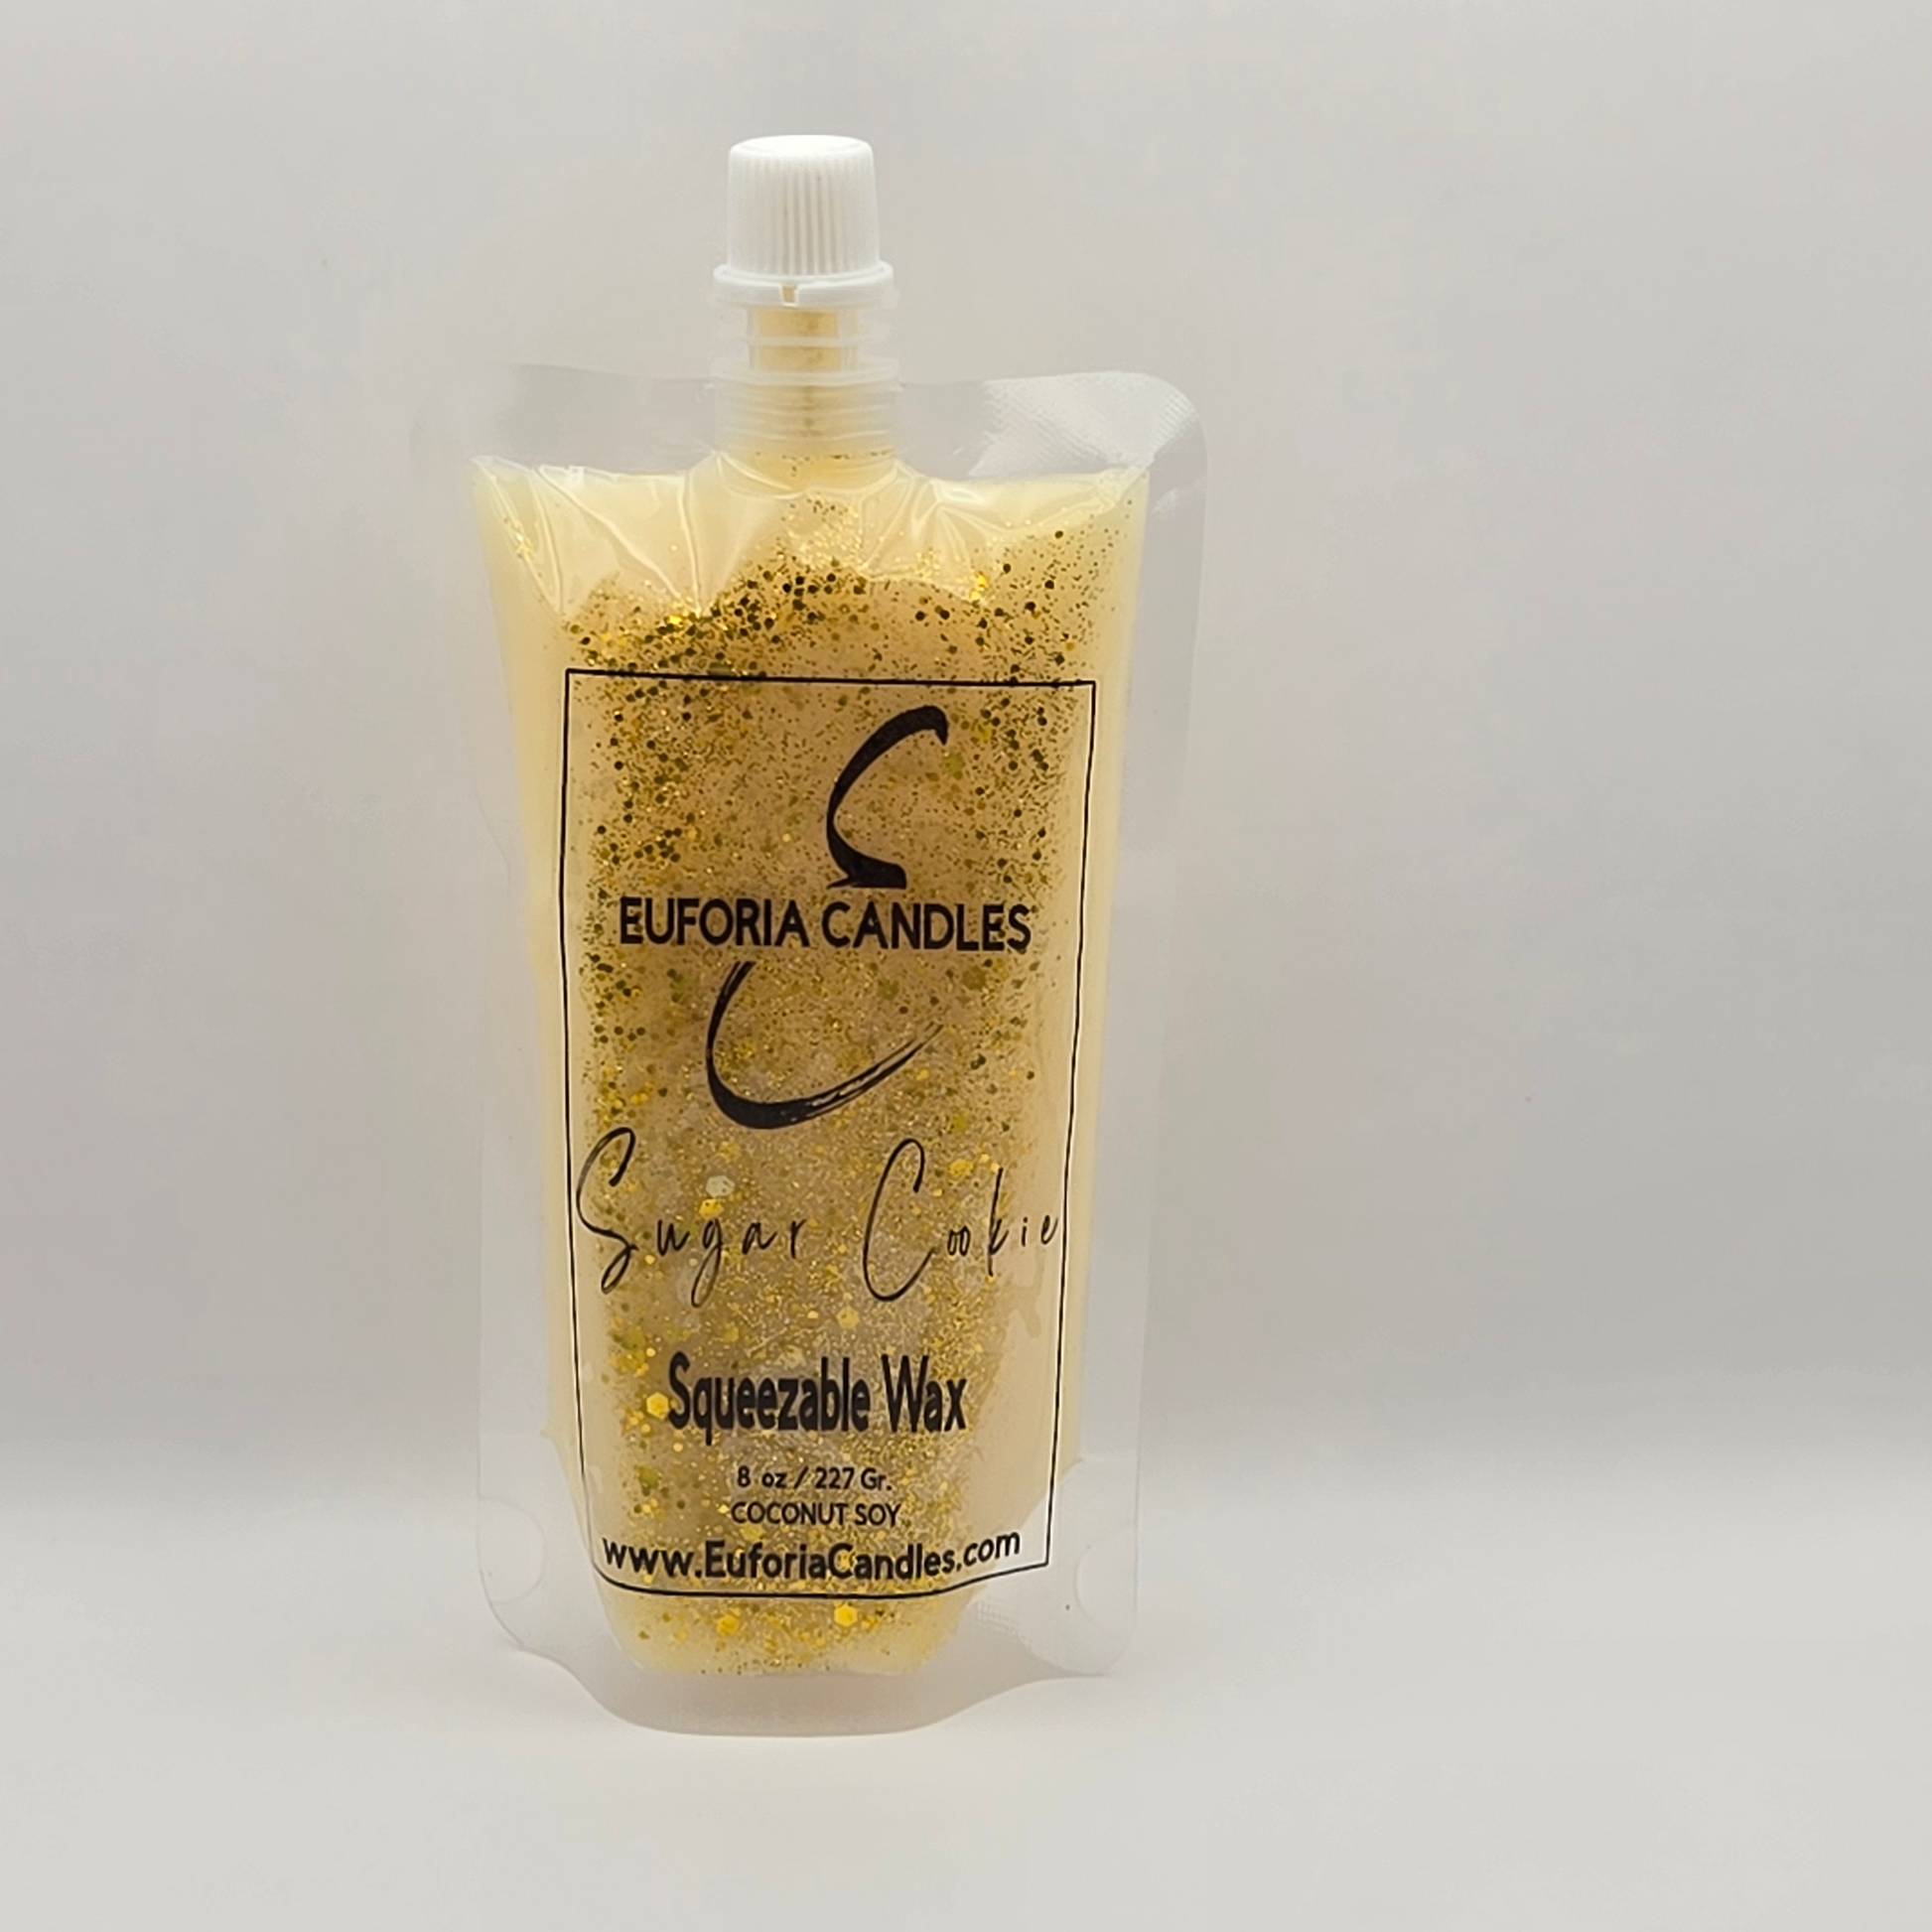 EUFORIA CANDLES
Sugar Cookie
Squeezable Wax
8 oz / 227 Gr.
COCONUT SOY
www.EuforiaCandles.com